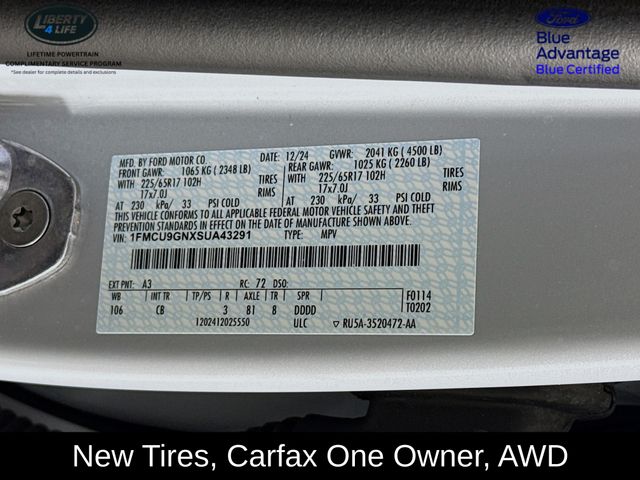 LIBERTY
4 LIFE
LIFETIME POWERTRAIN
COMPLIMENTARY SERVICE PROGRAM
*SEE DEALER FOR COMPLETE DETAILS AND EXCLUSIONS
Ford
Blue
Advantage
Blue Certified
MFD. BY FORD MOTOR CO. DATE: 12/24 GVWR: 2041 KG (4500 LB)
FRONT GAWR: 1065 KG (2348 LB) REAR GAWR: 1025 KG (2260 LB)
WITH 225/65R17 102H TIRES WITH 225/65R17 102H TIRES
17x7.0J RIMS 17x7.0J RIMS
AT 230 kPa/ 33 PSI COLD AT 230 kPa/ 33 PSI COLD
THIS VEHICLE CONFORMS TO ALL APPLICABLE FEDERAL MOTOR VEHICLE SAFETY, BUMPER, AND THEFT
PREVENTION STANDARDS IN EFFECT ON THE DATE OF MANUFACTURE SHOWN ABOVE.
VIN: 1FMCU9GNXSUA43291 TYPE: MPV
EXT PNT: A3 RC: 72 DSO:
WB INT TR TP/PS R AXLE TR SPR F0114
106 CB 3 81 8 DDDD T0202
1202412025550 ULC RU5A-3520472-AA
New Tires, Carfax One Owner, AWD